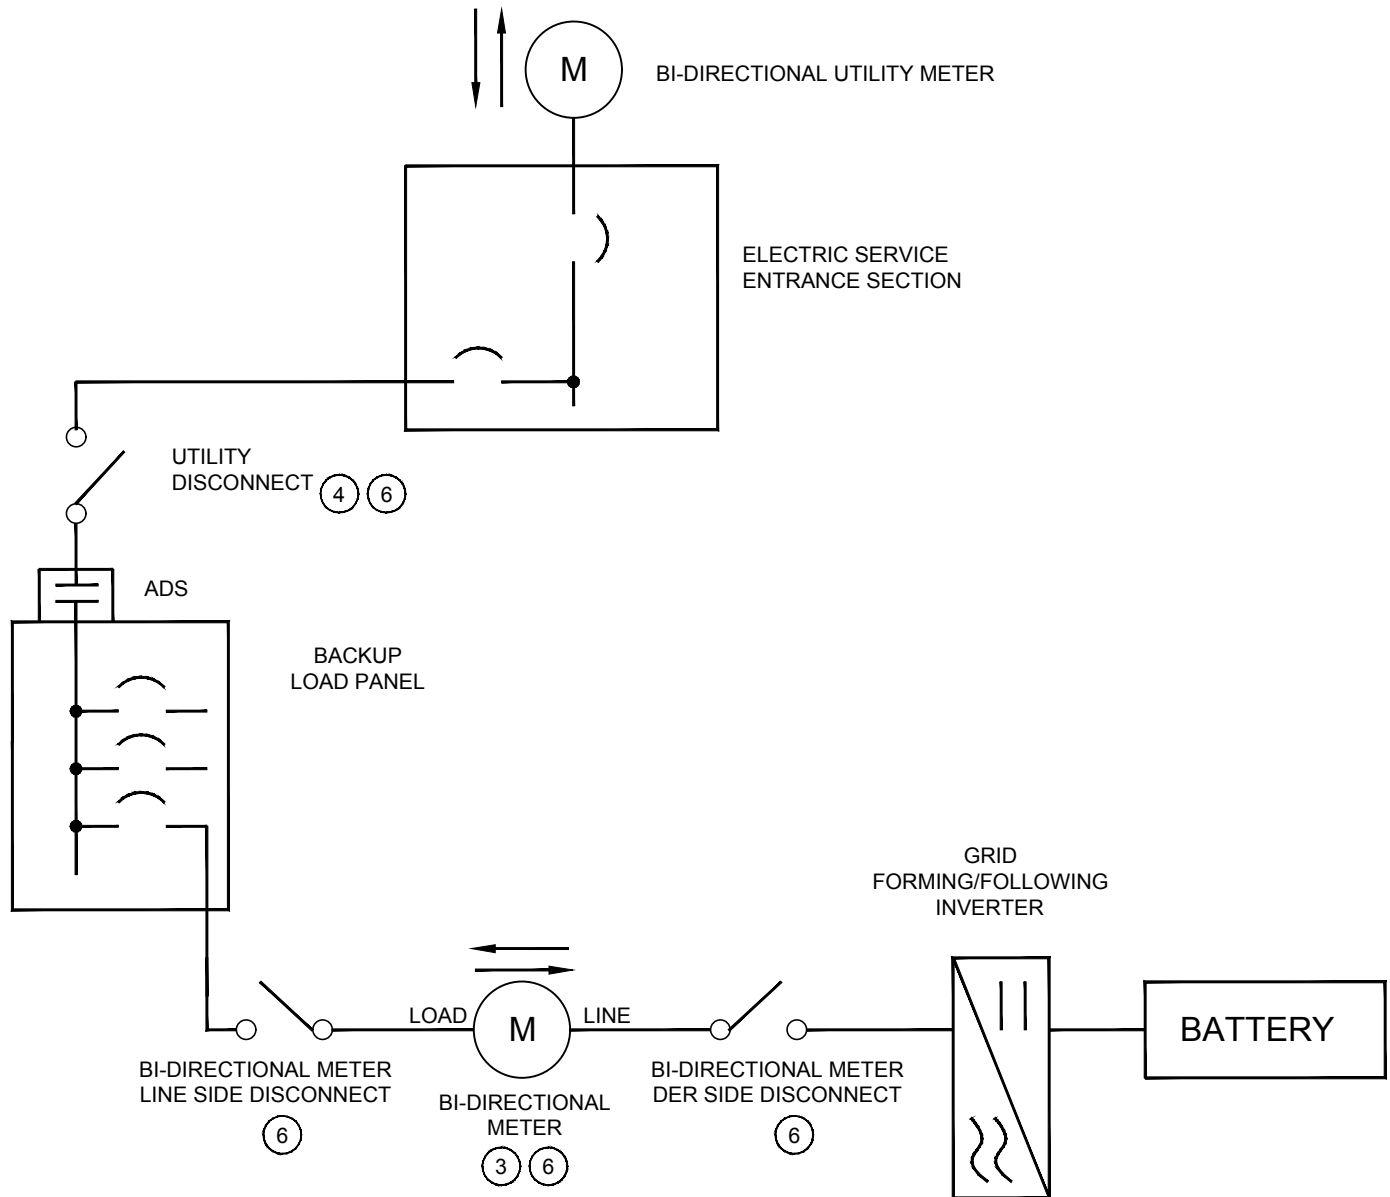 M
BI-DIRECTIONAL UTILITY METER
ELECTRIC SERVICE
ENTRANCE SECTION
UTILITY
DISCONNECT
4 6
ADS
BACKUP
LOAD PANEL
GRID
FORMING/FOLLOWING
INVERTER
LOAD
M
LINE
BATTERY
BI-DIRECTIONAL METER
LINE SIDE DISCONNECT
6
BI-DIRECTIONAL
METER
3 6
BI-DIRECTIONAL METER
DER SIDE DISCONNECT
6